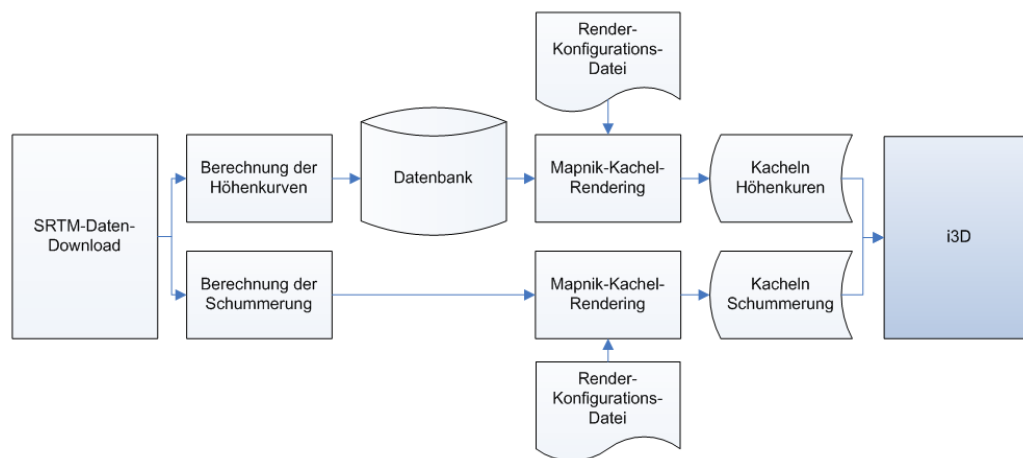 Render-
Konfigurations-
Datei
SRTM-Daten-
Download
Berechnung der
Höhenkurven
Datenbank
Mapnik-Kachel-
Rendering
Kacheln
Höhenkuren
i3D
Berechnung der
Schummerung
Mapnik-Kachel-
Rendering
Kacheln
Schummerung
Render-
Konfigurations-
Datei